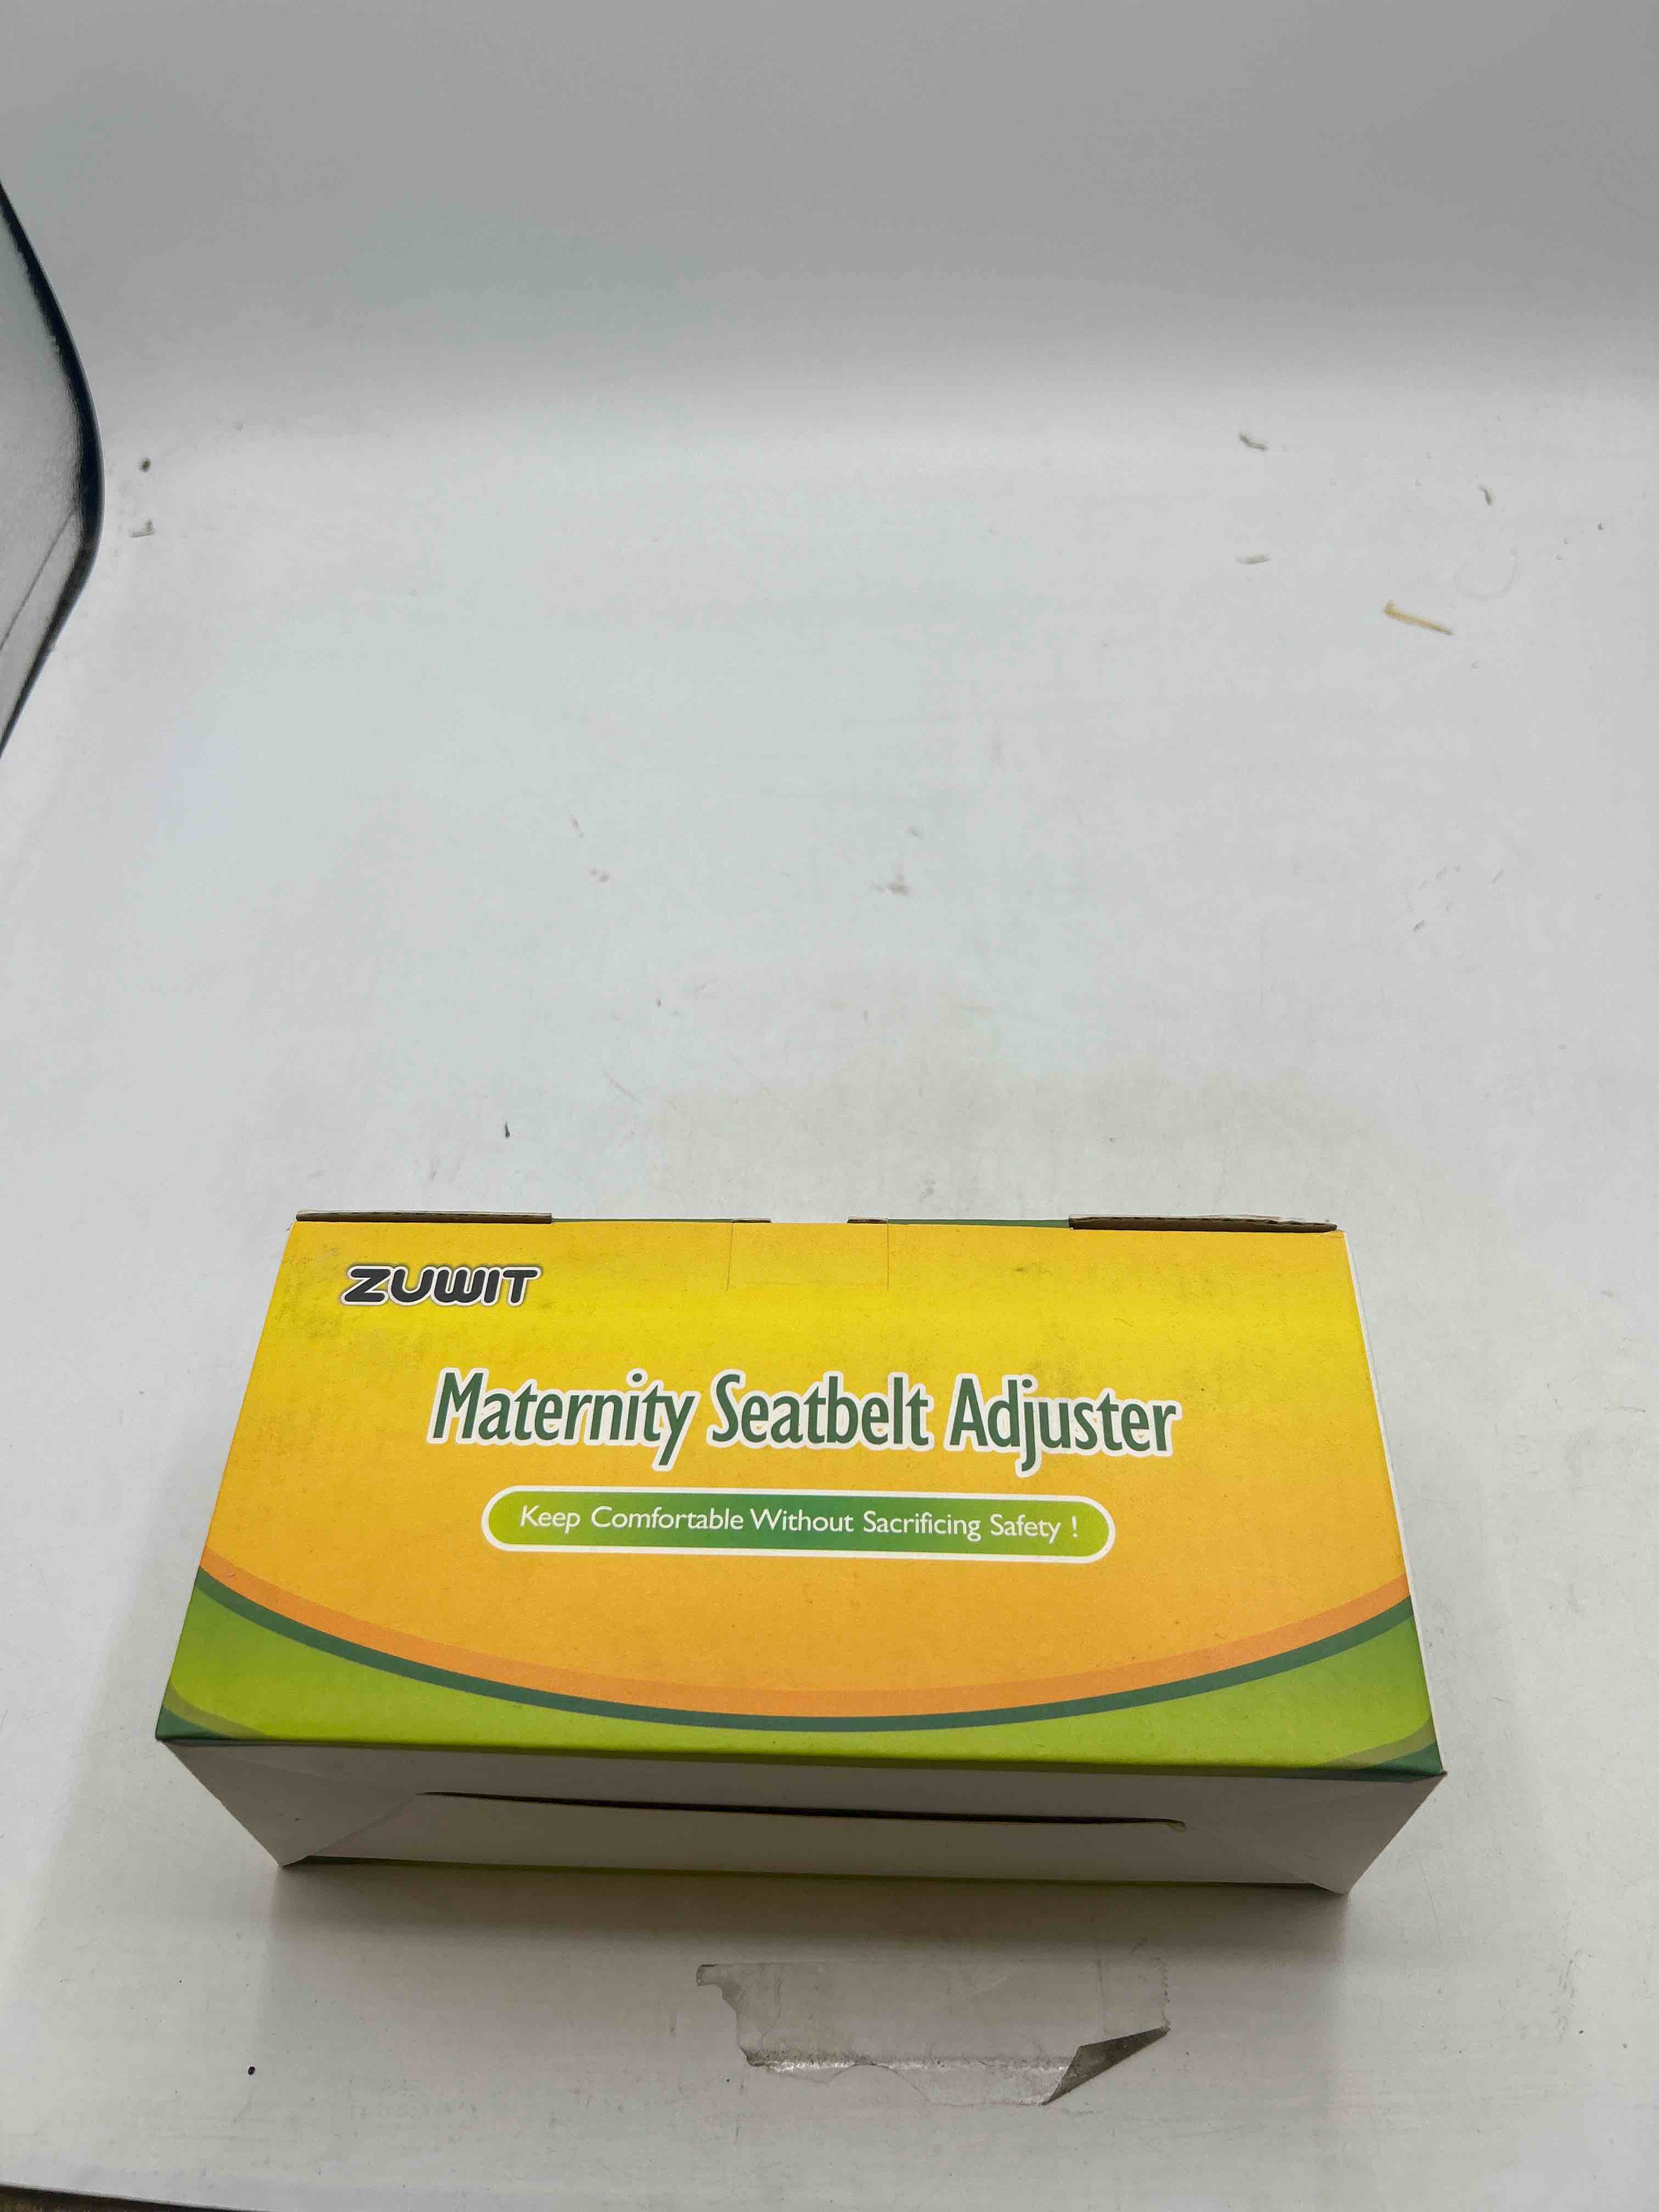 ZUWIT
Maternity Seatbelt Adjuster
Keep Comfortable Without Sacrificing Safety !